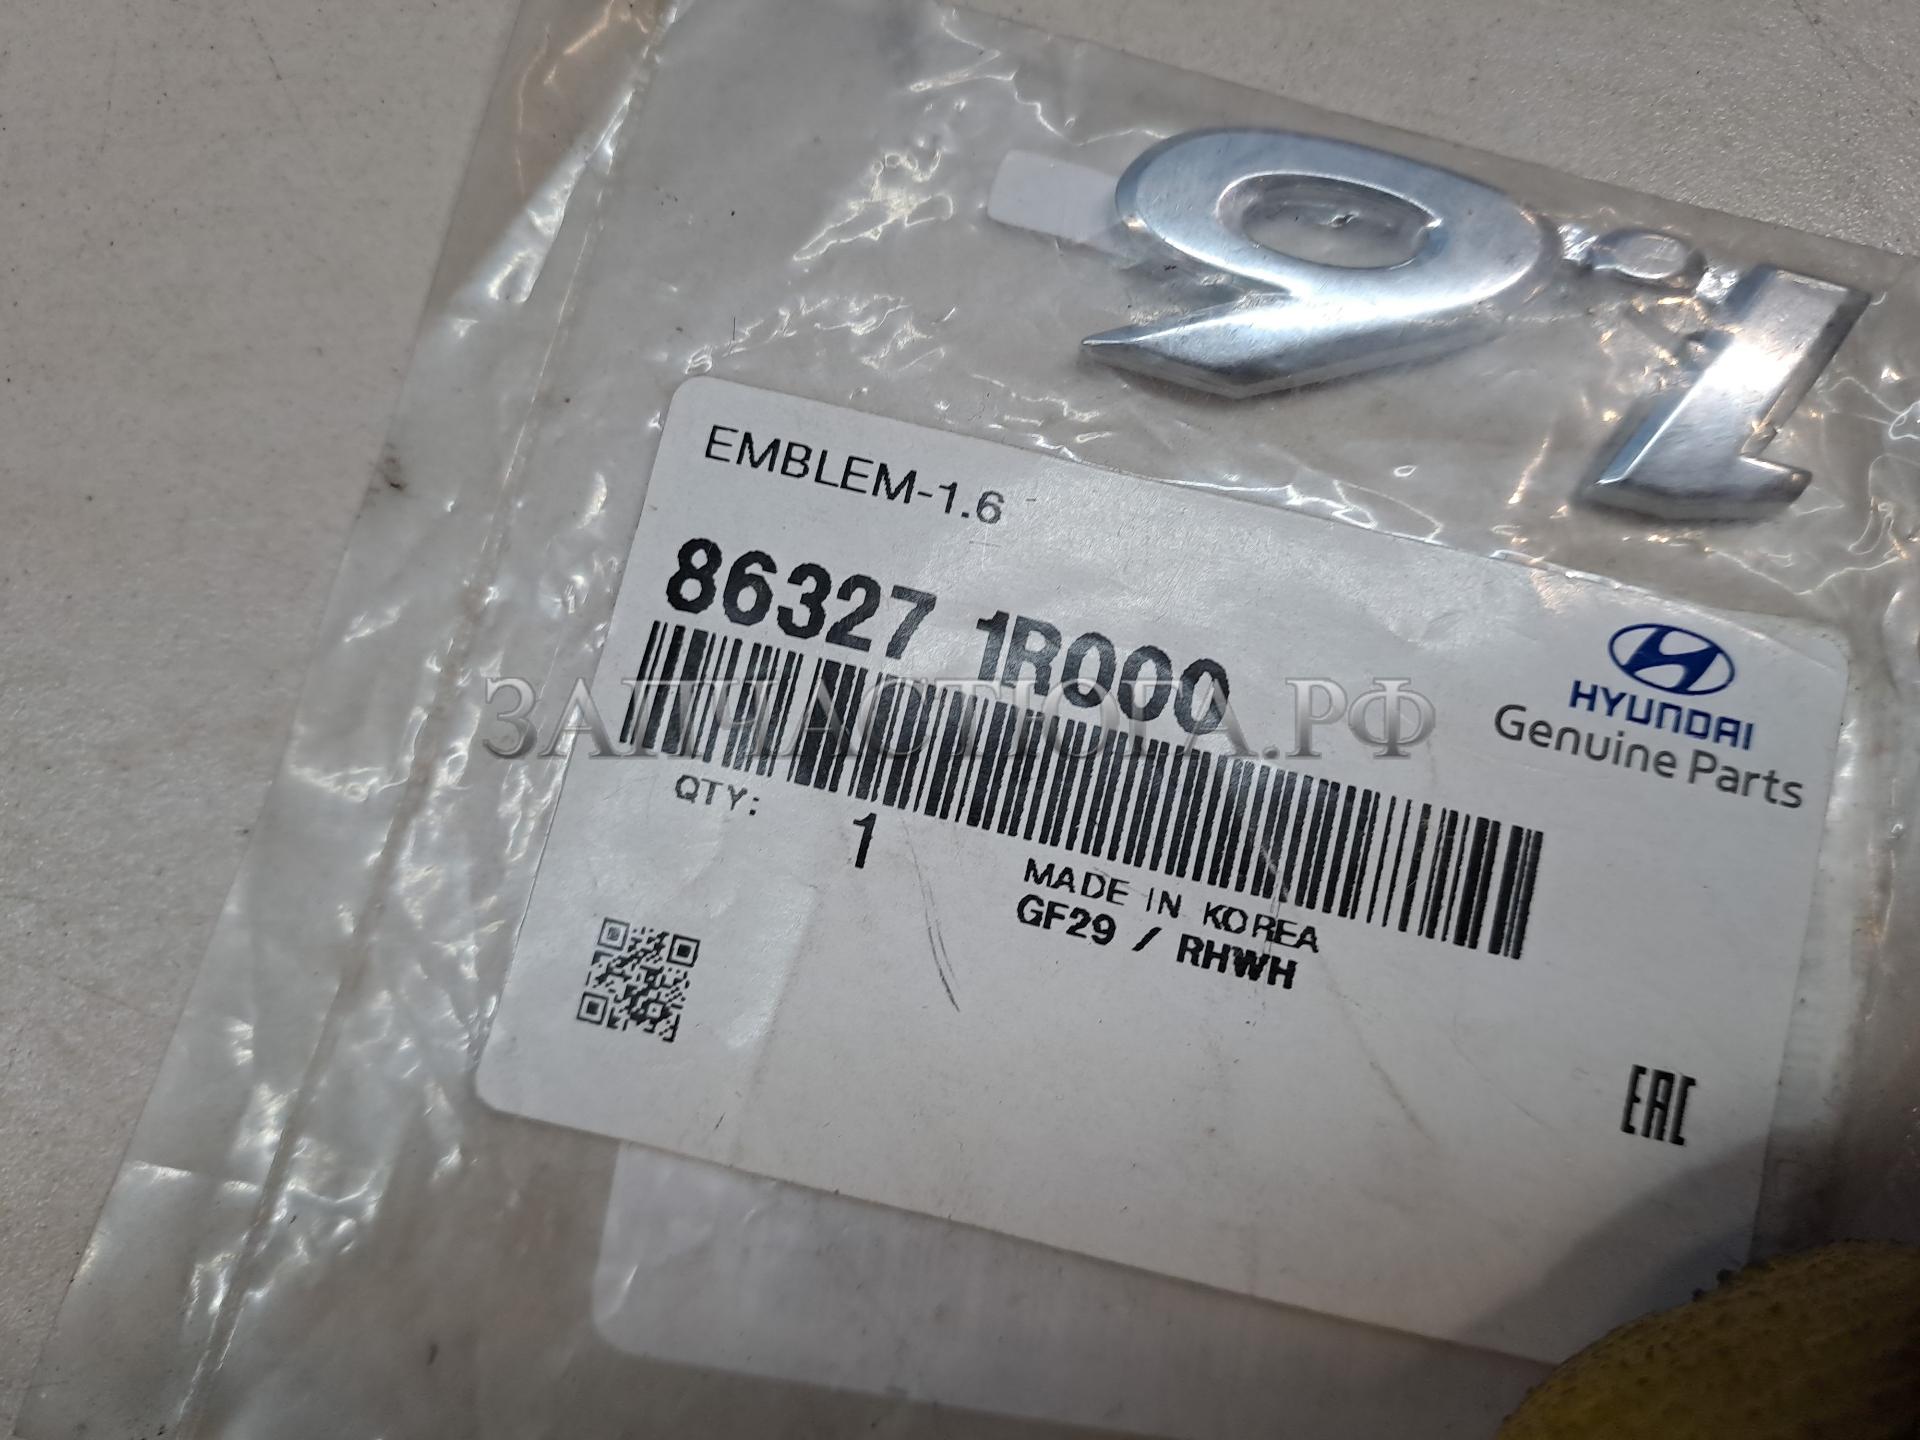 1.6
EMBLEM-1.6
86327 1R000
HYUNDAI
Genuine Parts
ЗАПЧАСТЮГА.РФ
QTY: 1
MADE IN KOREA
GF29 / RHWH
EAC